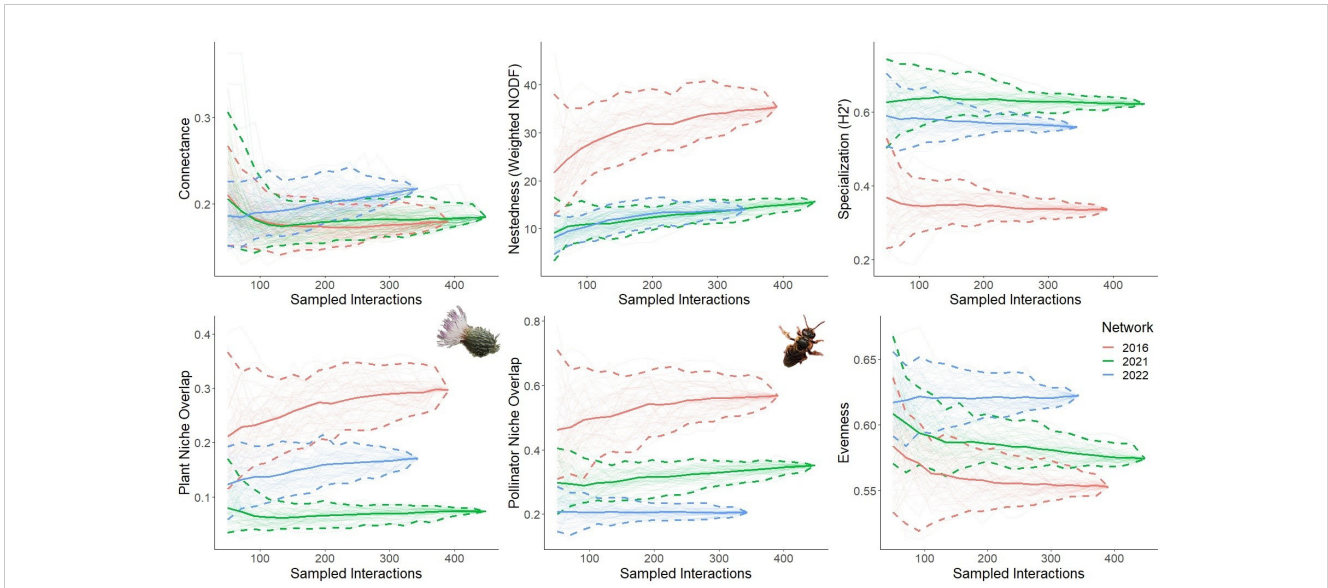 Connectance
0.3
0.2
100 200 300 400
Sampled Interactions
Nestedness (Weighted NODF)
40
30
20
10
100 200 300 400
Sampled Interactions
Specialization (H2')
0.6
0.4
0.2
100 200 300 400
Sampled Interactions
Plant Niche Overlap
0.4
0.3
0.2
0.1
100 200 300 400
Sampled Interactions
Pollinator Niche Overlap
0.8
0.6
0.4
0.2
100 200 300 400
Sampled Interactions
Evenness
0.65
0.60
0.55
100 200 300 400
Sampled Interactions
Network
2016
2021
2022